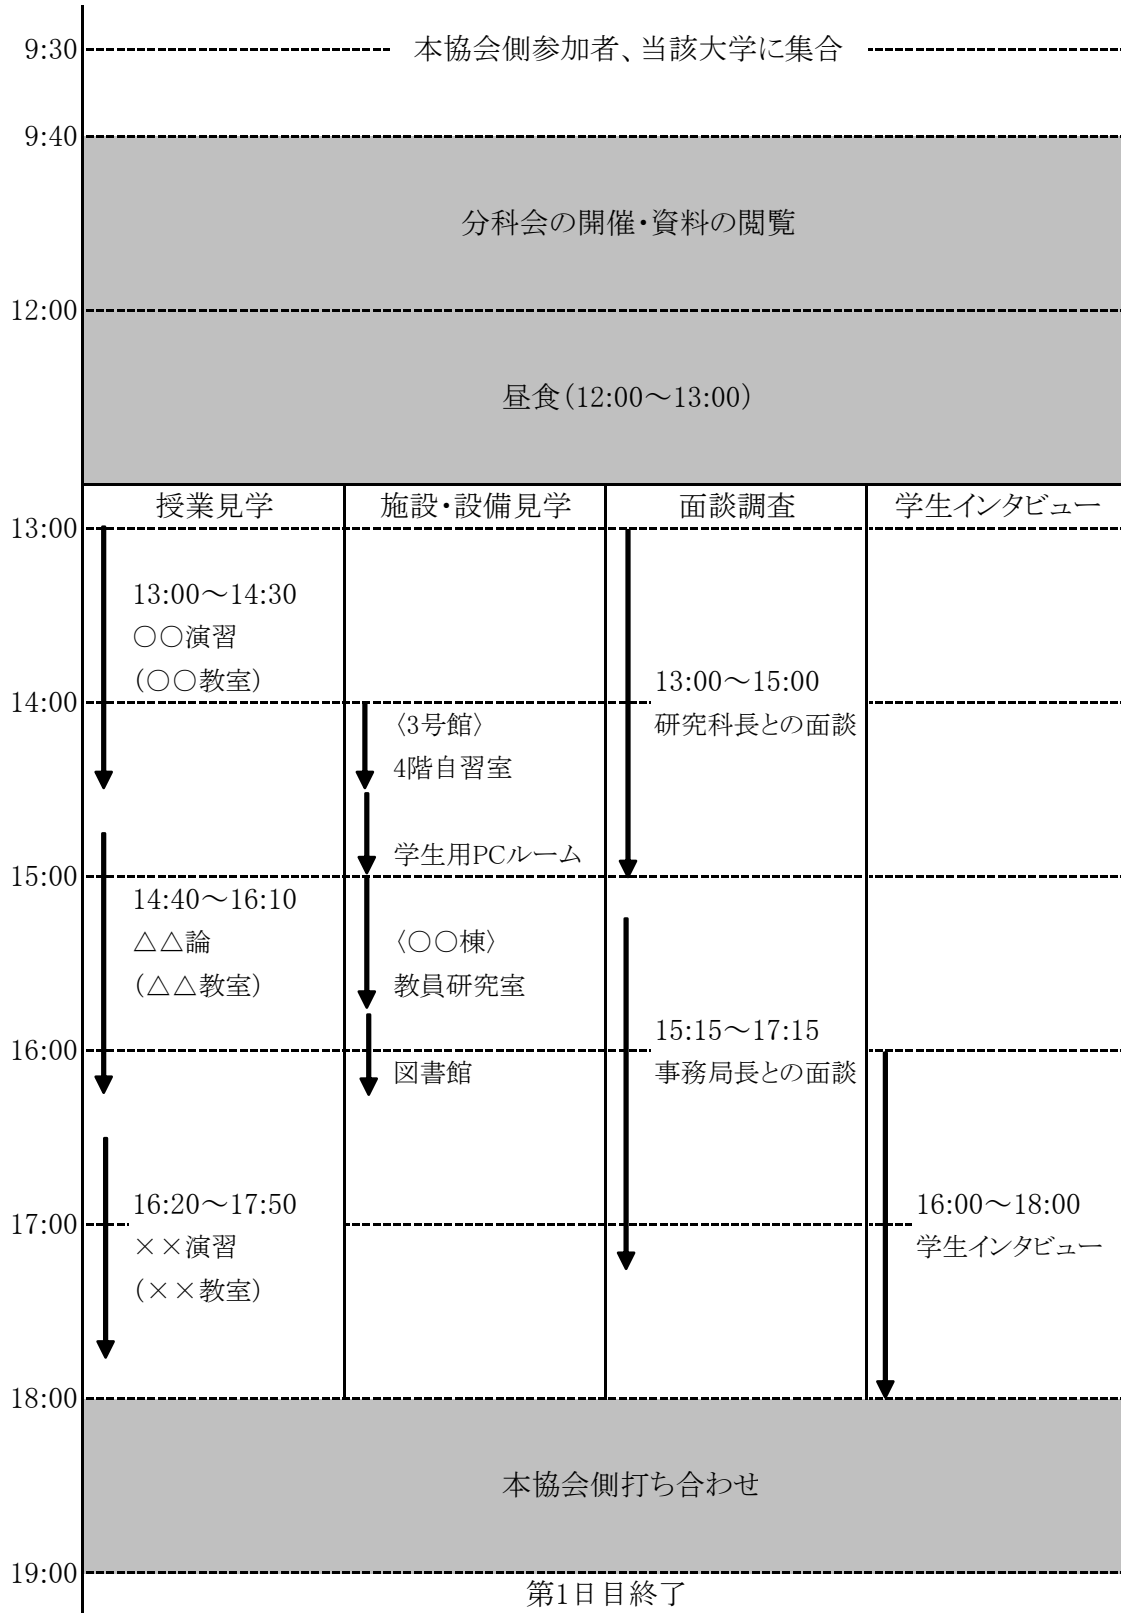 9:30 本協会側参加者、当該大学に集合
9:40
分科会の開催・資料の閲覧
12:00
昼食(12:00～13:00)
授業見学 施設・設備見学 面談調査 学生インタビュー
13:00
13:00～14:30
○○演習
(○○教室)
14:40～16:10
△△論
(△△教室)
16:20～17:50
××演習
(××教室)
〈3号館〉
4階自習室
学生用PCルーム
〈○○棟〉
教員研究室
図書館
13:00～15:00
研究科長との面談
15:15～17:15
事務局長との面談
16:00～18:00
学生インタビュー
14:00
15:00
16:00
17:00
18:00
本協会側打ち合わせ
19:00
第1日目終了